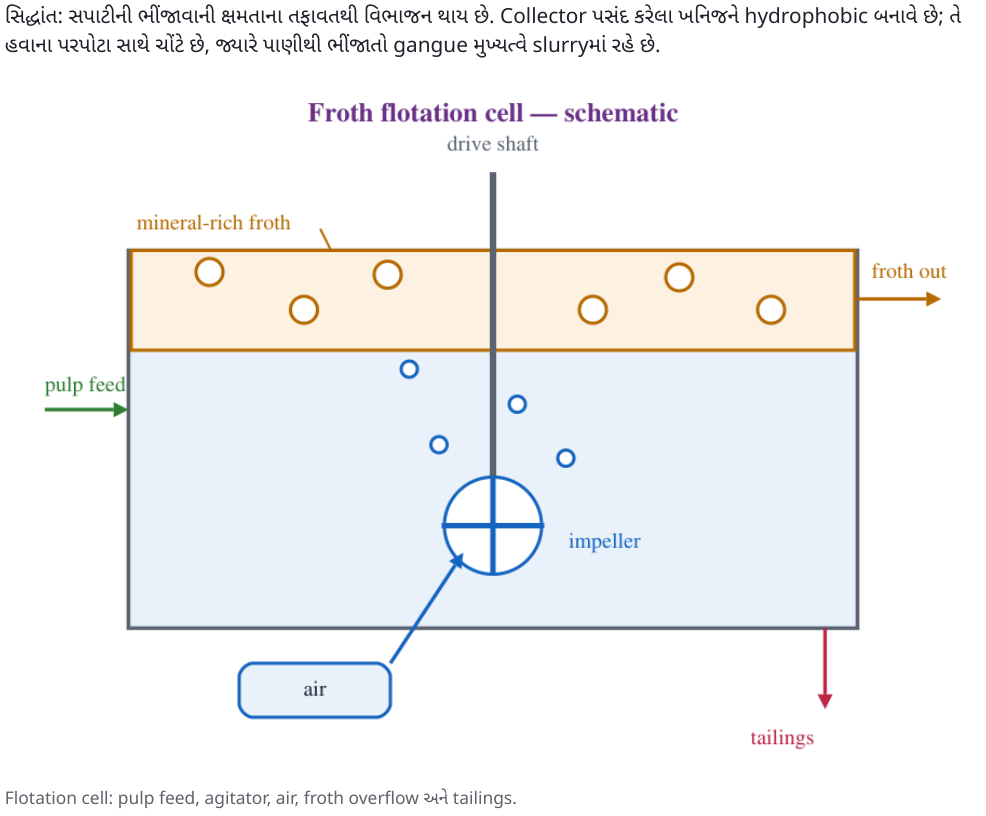 સિદ્ધાંત: સપાટીની ભીંજાવાની ક્ષમતાના તફાવતથી વિભાજન થાય છે. Collector પસંદ કરેલા ખનિજને hydrophobic બનાવે છે; તે
હવાના પરપોટા સાથે ચોંટે છે, જ્યારે પાણીથી ભીંજાતો gangue મુખ્યત્વે slurryમાં રહે છે.
Froth flotation cell — schematic
drive shaft
mineral-rich froth
froth out
pulp feed
impeller
air
tailings
Flotation cell: pulp feed, agitator, air, froth overflow અને tailings.